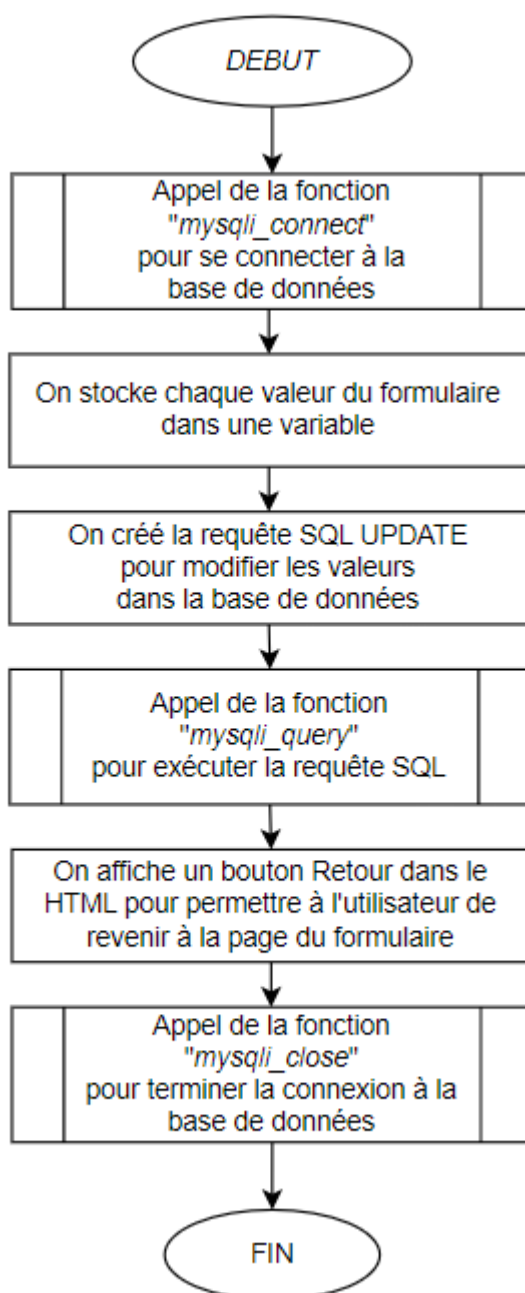 DEBUT
Appel de la fonction
"mysqli_connect"
pour se connecter à la
base de données
On stocke chaque valeur du formulaire
dans une variable
On créé la requête SQL UPDATE
pour modifier les valeurs
dans la base de données
Appel de la fonction
"mysqli_query"
pour exécuter la requête SQL
On affiche un bouton Retour dans le
HTML pour permettre à l'utilisateur de
revenir à la page du formulaire
Appel de la fonction
"mysqli_close"
pour terminer la connexion à la
base de données
FIN